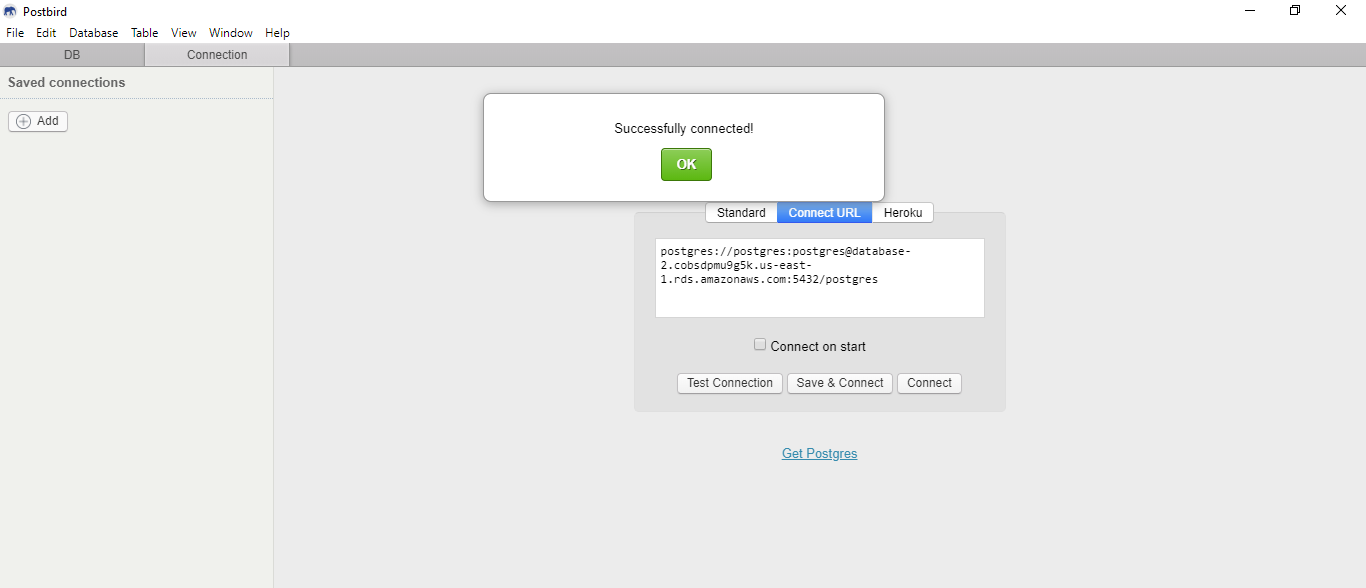 Postbird
File Edit Database Table View Window Help
DB Connection
Saved connections
Add
Successfully connected!
OK
Standard Connect URL Heroku
postgres://postgres:postgres@database-
2.cobsdpmu9g5k.us-east-
1.rds.amazonaws.com:5432/postgres
Connect on start
Test Connection Save & Connect Connect
Get Postgres